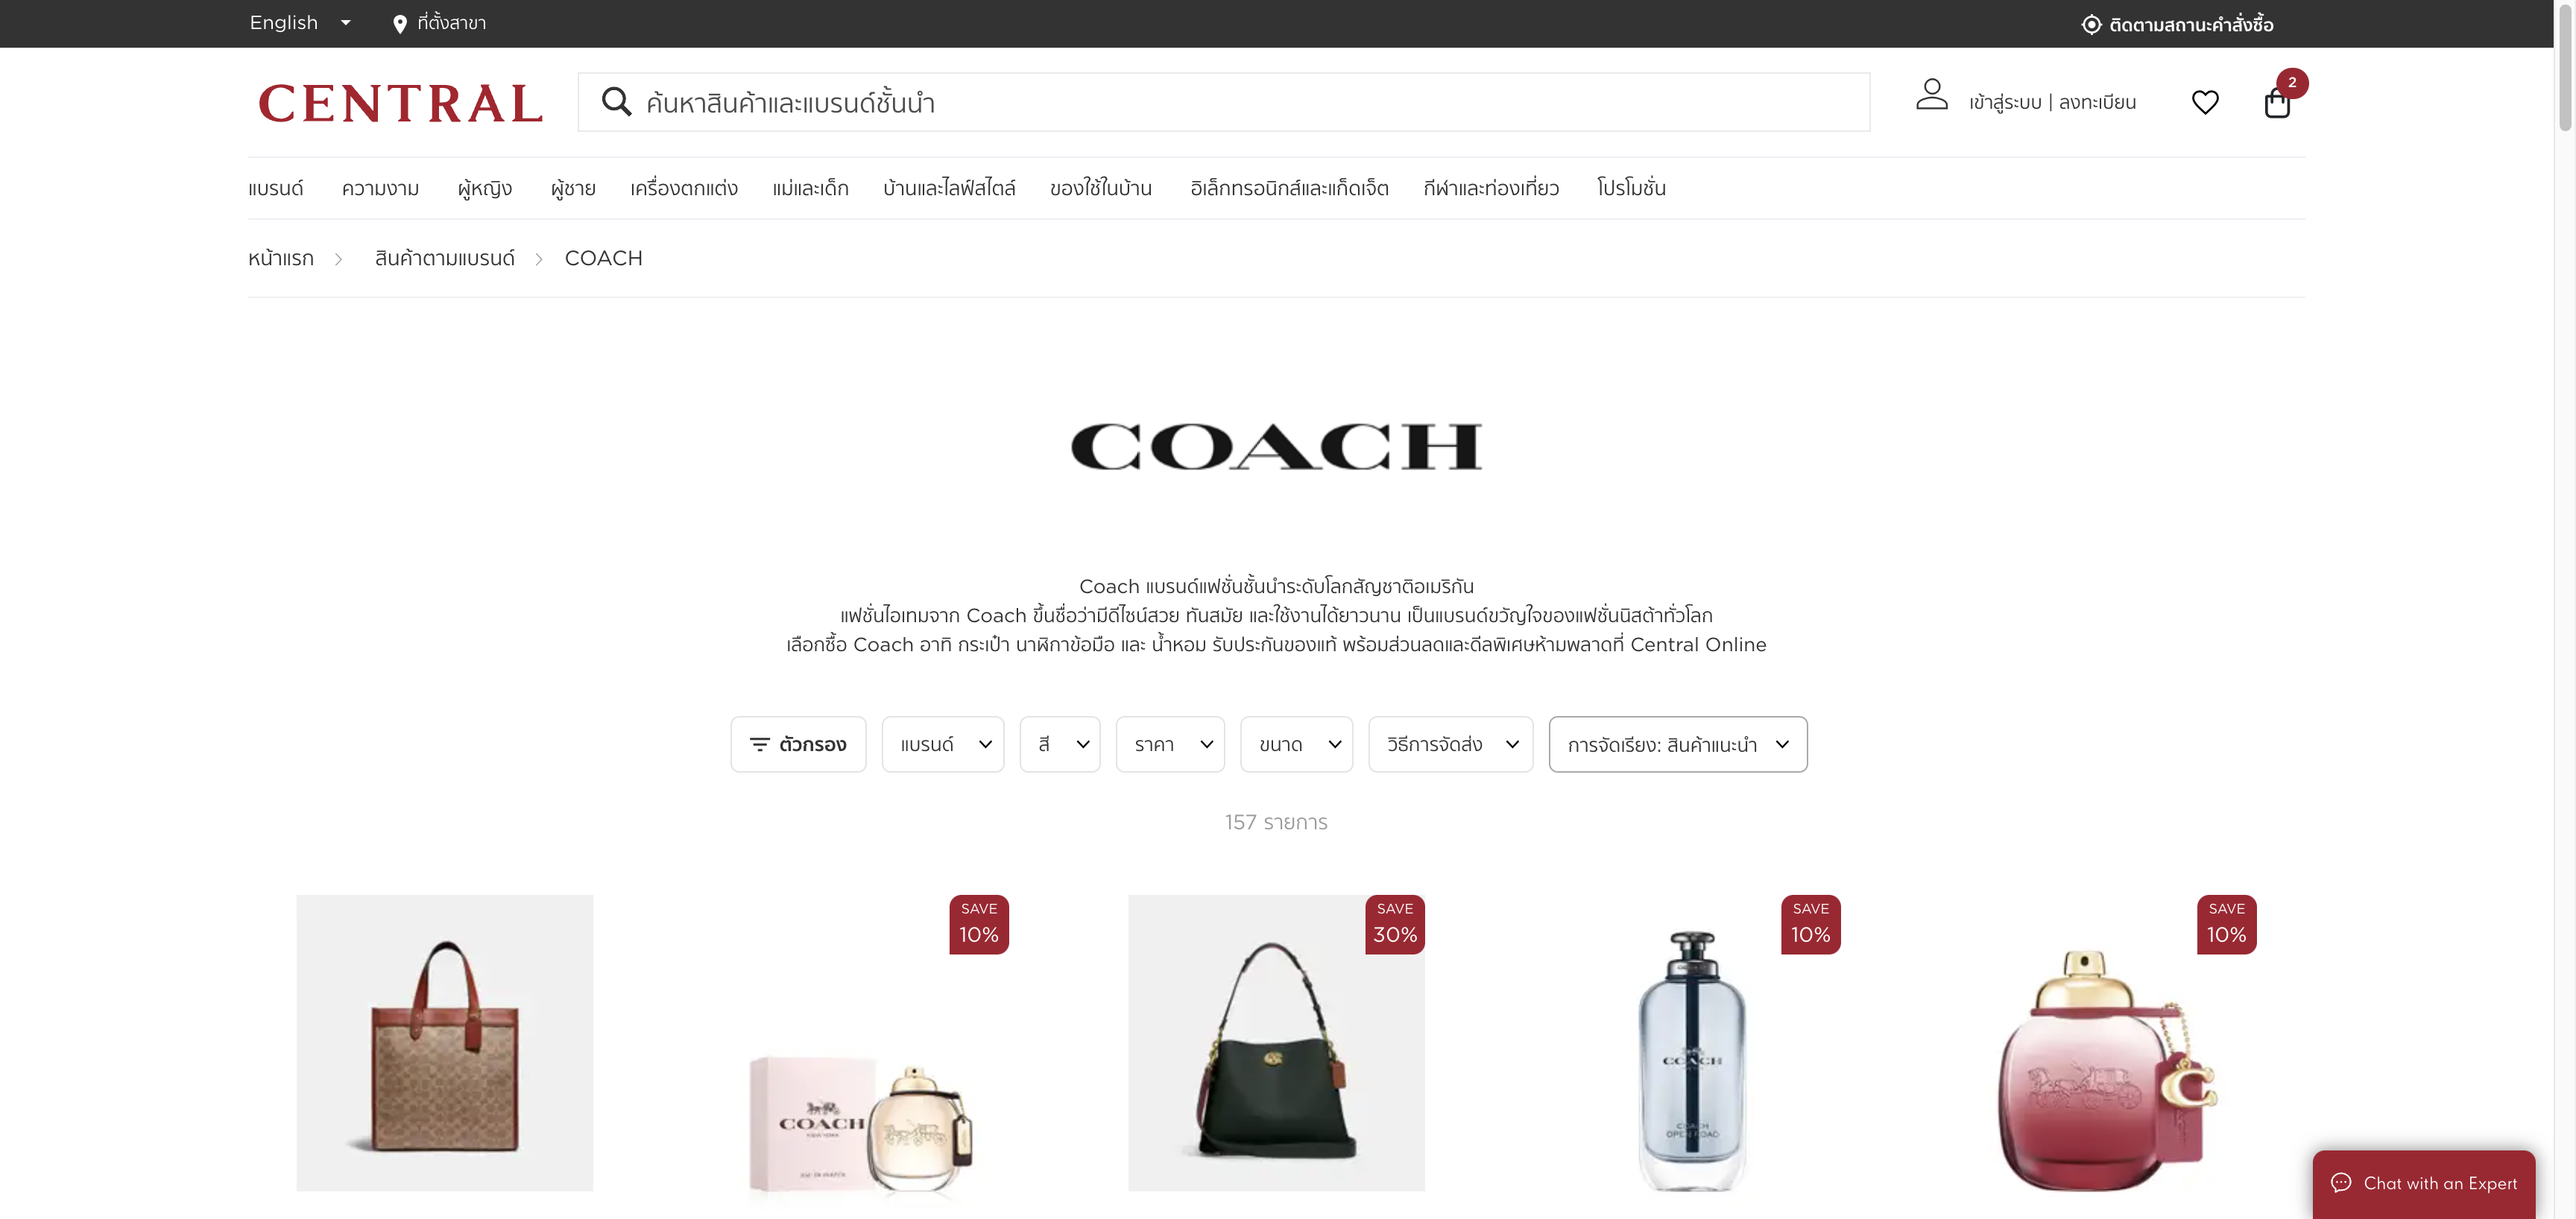 English
ที่ตั้งสาขา
ติดตามสถานะคำสั่งซื้อ
CENTRAL
ค้นหาสินค้าและแบรนด์ชั้นนำ
เข้าสู่ระบบ | ลงทะเบียน
2
แบรนด์ ความงาม ผู้หญิง ผู้ชาย เครื่องตกแต่ง แม่และเด็ก บ้านและไลฟ์สไตล์ ของใช้ในบ้าน อิเล็กทรอนิกส์และแก็ดเจ็ต กีฬาและท่องเที่ยว โปรโมชั่น
หน้าแรก > สินค้าตามแบรนด์ > COACH
COACH
Coach แบรนด์แฟชั่นชั้นนำระดับโลกสัญชาติอเมริกัน
แฟชั่นไอเทมจาก Coach ขึ้นชื่อว่ามีดีไซน์สวย ทันสมัย และใช้งานได้ยาวนาน เป็นแบรนด์ขวัญใจของแฟชั่นนิสต้าทั่วโลก
เลือกซื้อ Coach อาทิ กระเป๋า นาฬิกาข้อมือ และ น้ำหอม รับประกันของแท้ พร้อมส่วนลดและดีลพิเศษห้ามพลาดที่ Central Online
ตัวกรอง แบรนด์ สี ราคา ขนาด วิธีการจัดส่ง การจัดเรียง: สินค้าแนะนำ
157 รายการ
SAVE
10%
SAVE
30%
SAVE
10%
SAVE
10%
COACH
COACH
COACH
OPEN ROAD
Chat with an Expert